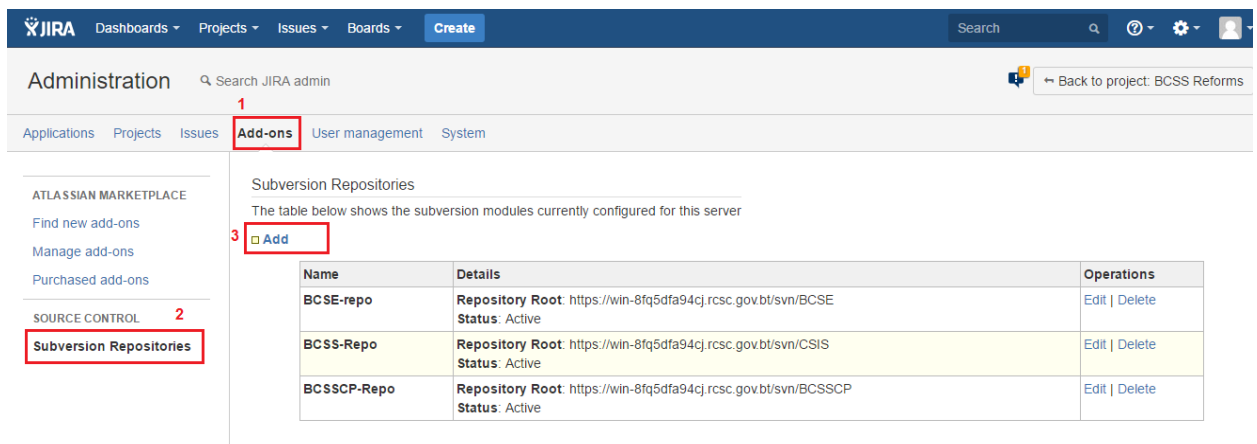 JIRA Dashboards Projects Issues Boards Create Search
Administration Search JIRA admin Back to project: BCSS Reforms
1
Applications Projects Issues Add-ons User management System
ATLASSIAN MARKETPLACE
Find new add-ons
Manage add-ons
Purchased add-ons
SOURCE CONTROL 2
Subversion Repositories
Subversion Repositories
The table below shows the subversion modules currently configured for this server
3 Add
Name Details Operations
BCSE-repo Repository Root: https://win-8fq5dfa94cj.rcsc.gov.bt/svn/BCSE Edit | Delete
Status: Active
BCSS-Repo Repository Root: https://win-8fq5dfa94cj.rcsc.gov.bt/svn/CSIS Edit | Delete
Status: Active
BCSSCP-Repo Repository Root: https://win-8fq5dfa94cj.rcsc.gov.bt/svn/BCSSCP Edit | Delete
Status: Active